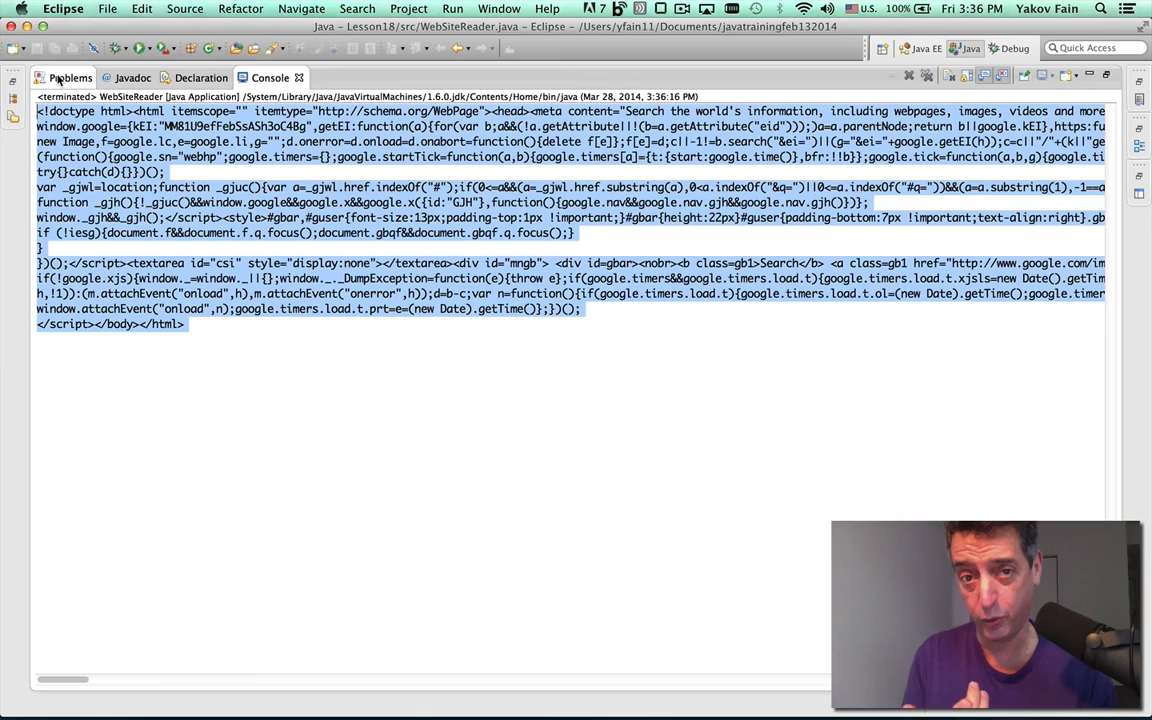 Eclipse File Edit Source Refactor Navigate Search Project Run Window Help 7 U.S. 100% Fri 3:36 PM Yakov Fain
Java - Lesson18/src/WebSiteReader.java - Eclipse - /Users/yfain11/Documents/javatrainingfeb132014
Java EE Java Debug Quick Access
Problems @ Javadoc Declaration Console
<terminated> WebSiteReader [Java Application] /System/Library/Java/JavaVirtualMachines/1.6.0.jdk/Contents/Home/bin/java (Mar 28, 2014, 3:36:16 PM)
<!doctype html><html itemscope="" itemtype="http://schema.org/WebPage"><head><meta content="Search the world's information, including webpages, images, videos and more
window.google={kEI:"MM81U9efFebSsASh3oC4Bg",getEI:function(a){for(var b;a&&(!a.getAttribute||!(b=a.getAttribute("eid")));)a=a.parentNode;return b||google.kEI},https:fu
new Image,f=google.lc,e=google.li,g="";d.onerror=d.onload=d.onabort=function(){delete f[e]};f[e]=d;c||-1!=b.search("&ei=")||(g="&ei="+google.getEI(h));c=c||"/"+(k||"ge
(function(){google.sn="webhp";google.timers={};google.startTick=function(a,b){google.timers[a]={t:{start:google.time()},bfr:!!b}};google.tick=function(a,b,g){google.ti
try{}catch(d){}})();
var _gjwl=location;function _gjuc(){var a=_gjwl.href.indexOf("#");if(0<=a&&(a=_gjwl.href.substring(a),0<a.indexOf("&q=")||0<=a.indexOf("#q="))&&(a=a.substring(1),-1==a
function _gjh(){!_gjuc()&&window.google&&google.x&&google.x({id:"GJH"},function(){google.nav&&google.nav.gjh&&google.nav.gjh()})};
window._gjh&&_gjh();</script><style>#gbar,#guser{font-size:13px;padding-top:1px !important;}#gbar{height:22px}#guser{padding-bottom:7px !important;text-align:right}.gb
if (!iesg){document.f&&document.f.q.focus();document.gbqf&&document.gbqf.q.focus();}
}
})();</script><textarea id="csi" style="display:none"></textarea><div id="mngb"> <div id=gbar><nobr><b class=gb1>Search</b> <a class=gb1 href="http://www.google.com/im
if(!google.xjs){window._=window._||{};window._._DumpException=function(e){throw e};if(google.timers&&google.timers.load.t){google.timers.load.t.xjsls=new Date().getTim
h,!1)):(m.attachEvent("onload",h),m.attachEvent("onerror",h));d=b-c;var n=function(){if(google.timers.load.t){google.timers.load.t.ol=(new Date).getTime();google.timer
window.attachEvent("onload",n);google.timers.load.t.prt=e=(new Date).getTime()};})();
</script></body></html>